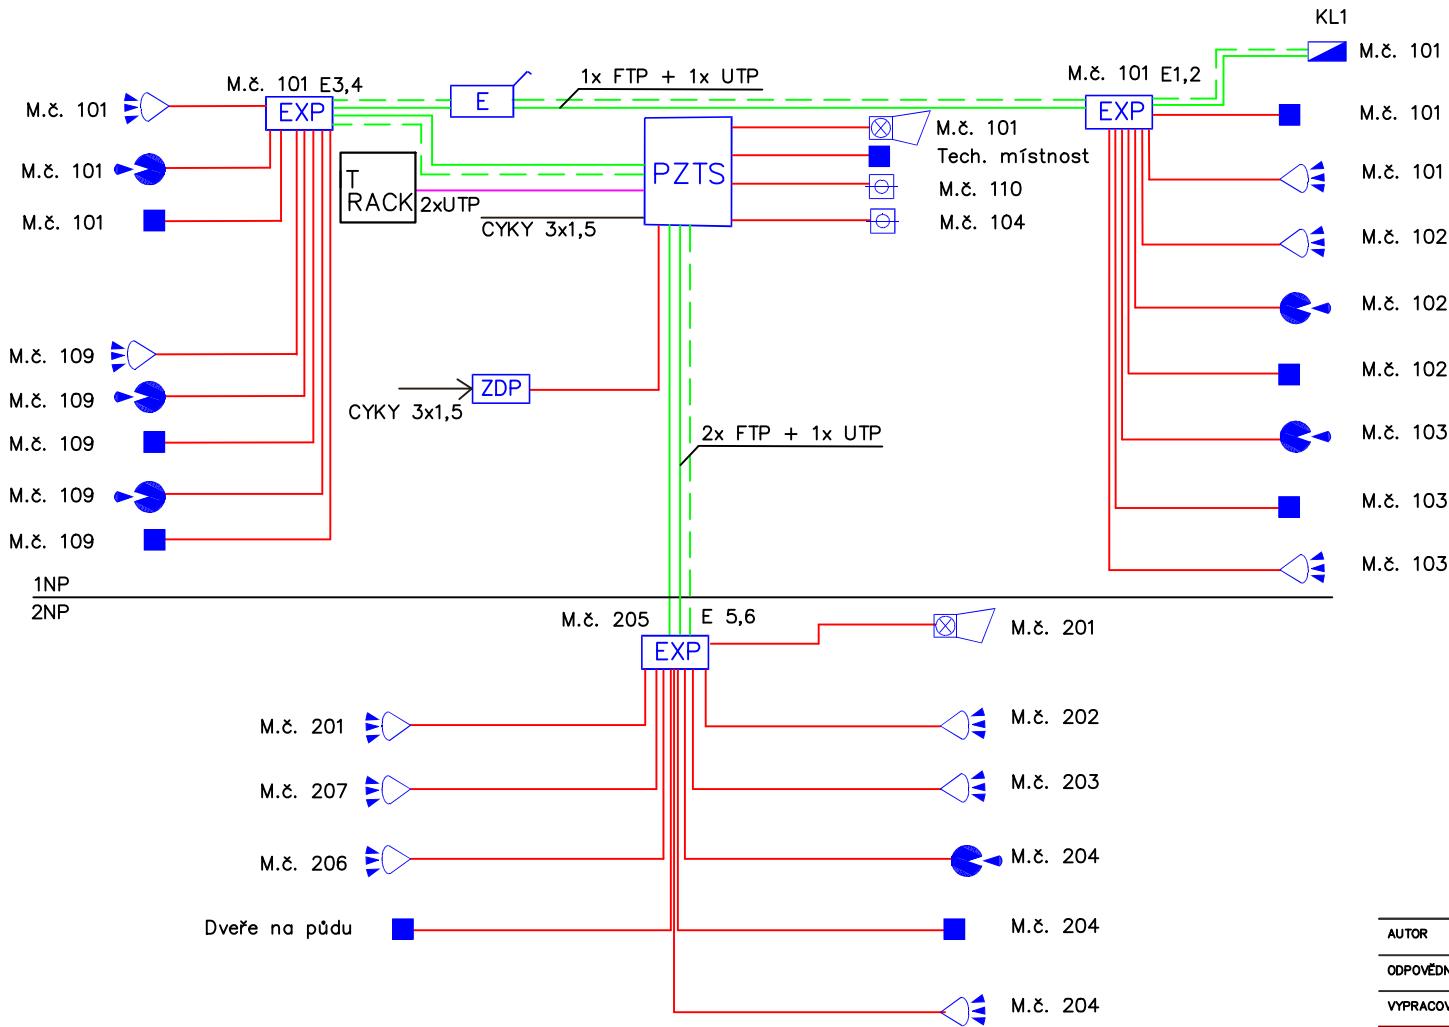 KL1
M.č. 101
M.č. 101 E3,4
1x FTP + 1x UTP
M.č. 101 E1,2
M.č. 101
EXP
E
EXP
M.č. 101
M.č. 101
Tech. místnost
M.č. 110
M.č. 104
PZTS
T
RACK
2xUTP
CYKY 3x1,5
M.č. 101
M.č. 101
M.č. 101
M.č. 102
M.č. 102
M.č. 102
M.č. 103
M.č. 103
M.č. 103
M.č. 109
M.č. 109
M.č. 109
M.č. 109
M.č. 109
ZDP
CYKY 3x1,5
2x FTP + 1x UTP
1NP
2NP
M.č. 205
E 5,6
EXP
M.č. 201
M.č. 201
M.č. 202
M.č. 207
M.č. 203
M.č. 206
M.č. 204
Dveře na půdu
M.č. 204
M.č. 204
AUTOR
ODPOVĚDN
VYPRACOV